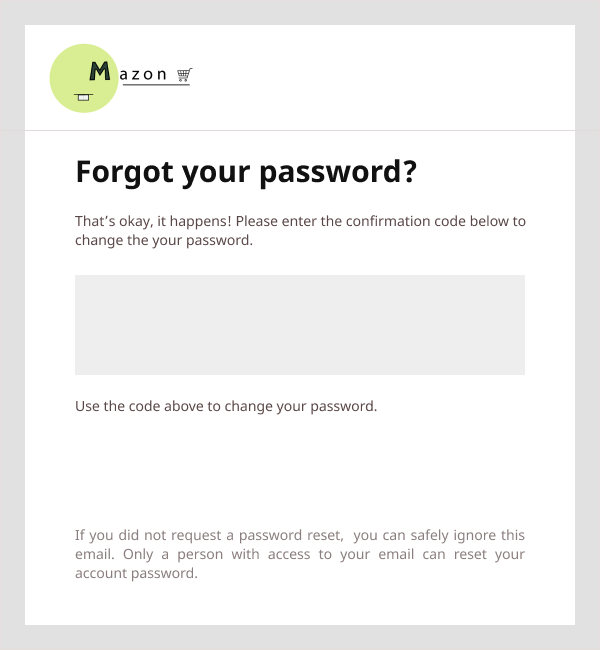 Mazon
Forgot your password?
That’s okay, it happens! Please enter the confirmation code below to
change the your password.
Use the code above to change your password.
If you did not request a password reset,  you can safely ignore this
email. Only a person with access to your email can reset your
account password.